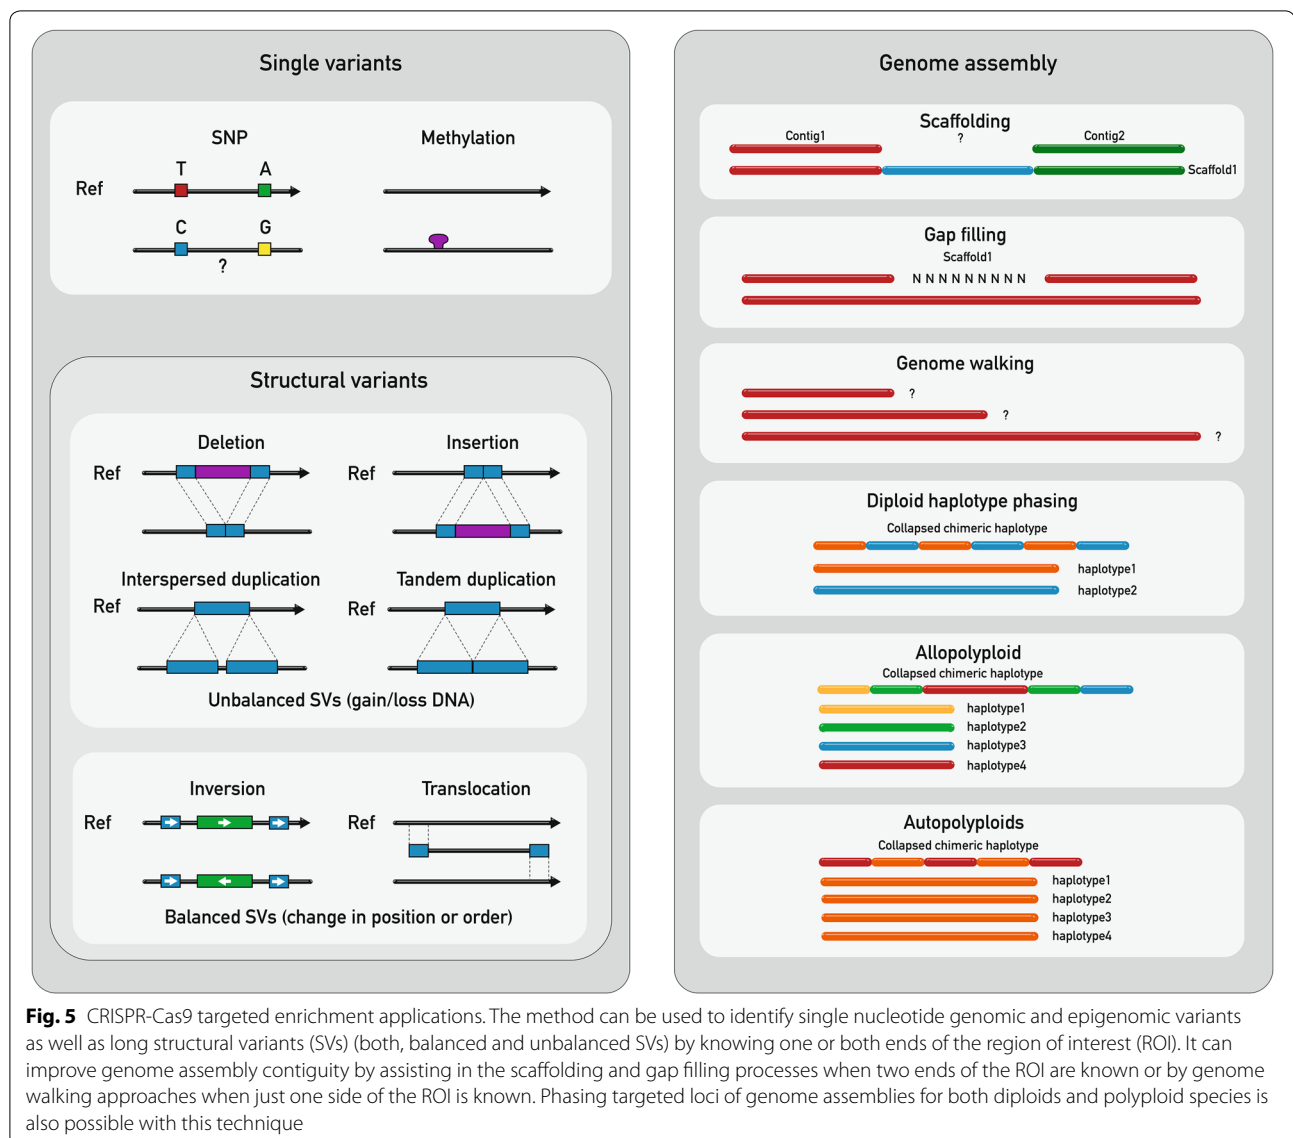 Single variants
SNP
Methylation
T
A
Ref
C
G
?
Structural variants
Deletion
Insertion
Ref
Ref
Interspersed duplication
Tandem duplication
Ref
Ref
Unbalanced SVs (gain/loss DNA)
Inversion
Translocation
Ref
Ref
Balanced SVs (change in position or order)
Genome assembly
Scaffolding
Contig1
?
Contig2
Scaffold1
Gap filling
Scaffold1
N N N N N N N N N
Genome walking
?
?
?
Diploid haplotype phasing
Collapsed chimeric haplotype
haplotype1
haplotype2
Allopolyploid
Collapsed chimeric haplotype
haplotype1
haplotype2
haplotype3
haplotype4
Autopolyploids
Collapsed chimeric haplotype
haplotype1
haplotype2
haplotype3
haplotype4
Fig. 5 CRISPR-Cas9 targeted enrichment applications. The method can be used to identify single nucleotide genomic and epigenomic variants
as well as long structural variants (SVs) (both, balanced and unbalanced SVs) by knowing one or both ends of the region of interest (ROI). It can
improve genome assembly contiguity by assisting in the scaffolding and gap filling processes when two ends of the ROI are known or by genome
walking approaches when just one side of the ROI is known. Phasing targeted loci of genome assemblies for both diploids and polyploid species is
also possible with this technique